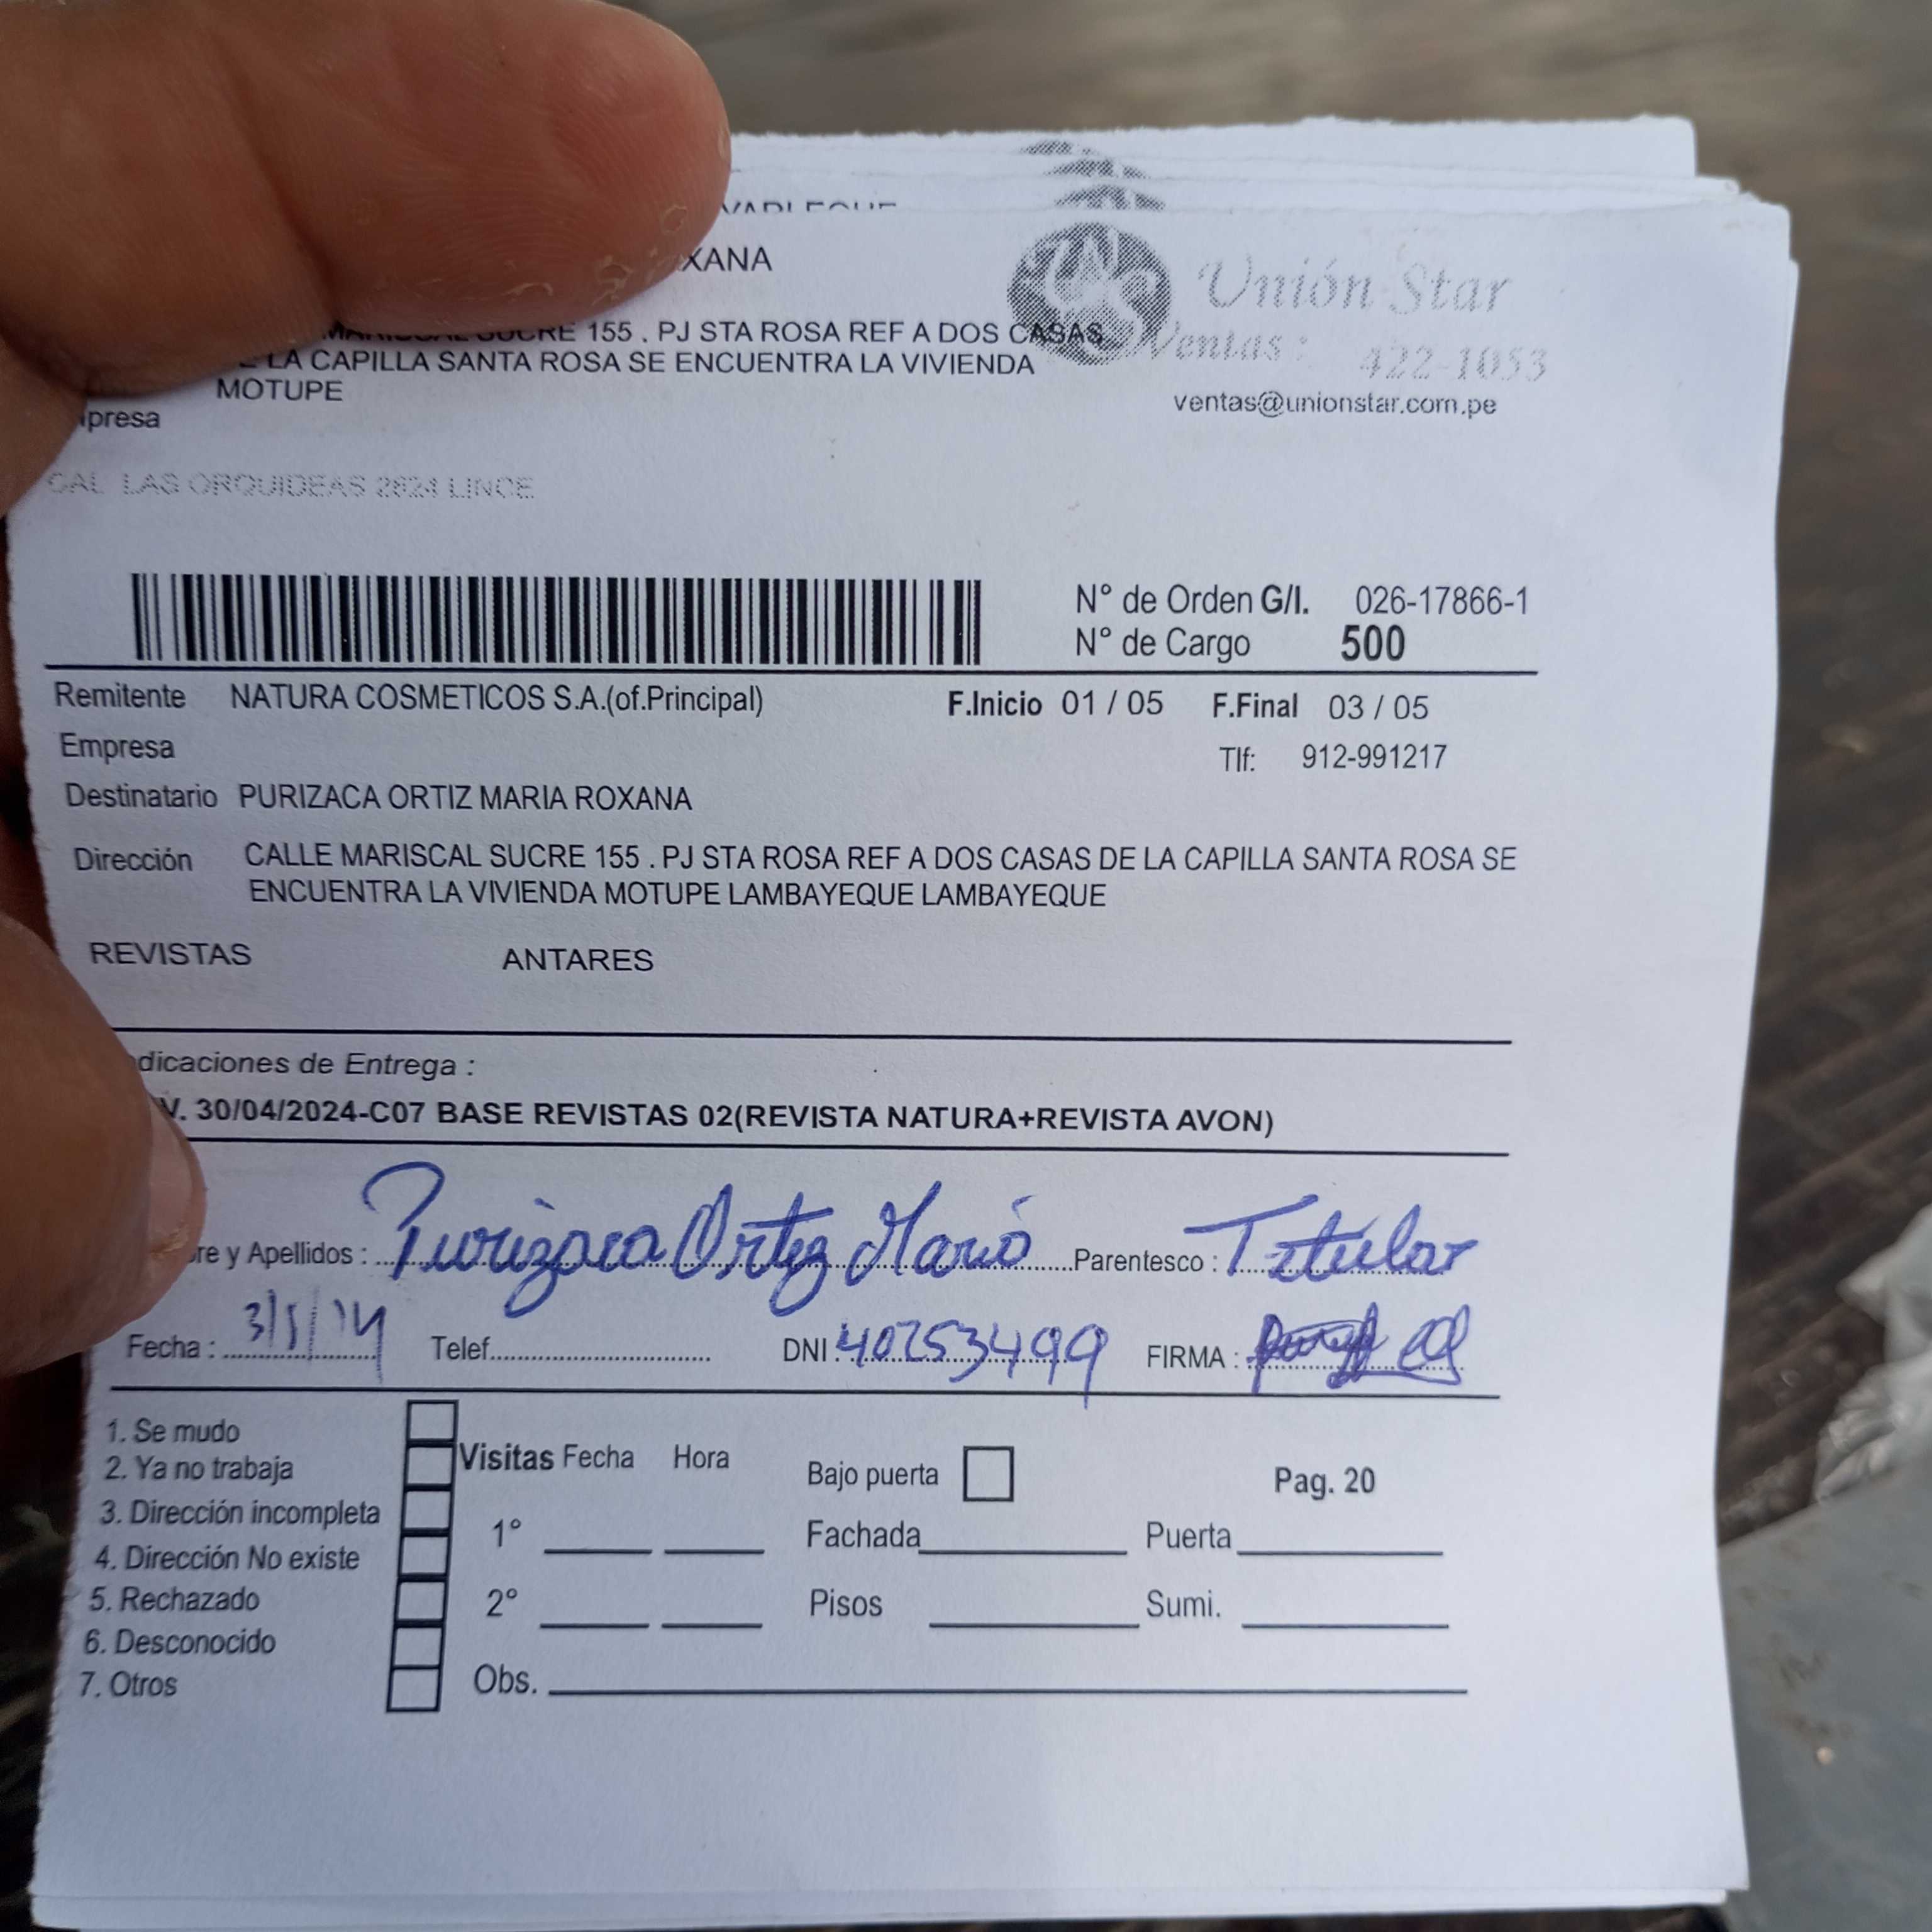 XANA
Unión Star
SUCRE 155 . PJ STA ROSA REF A DOS CASAS
LA CAPILLA SANTA ROSA SE ENCUENTRA LA VIVIENDA
MOTUPE
Ventas : 422-1053
ventas@unionstar.com.pe
presa
CAL LAS ORQUIDEAS 2624 LINCE
N° de Orden G/I. 026-17866-1
N° de Cargo 500
Remitente NATURA COSMETICOS S.A.(of.Principal) F.Inicio 01 / 05 F.Final 03 / 05
Empresa Tlf: 912-991217
Destinatario PURIZACA ORTIZ MARIA ROXANA
Dirección CALLE MARISCAL SUCRE 155 . PJ STA ROSA REF A DOS CASAS DE LA CAPILLA SANTA ROSA SE
ENCUENTRA LA VIVIENDA MOTUPE LAMBAYEQUE LAMBAYEQUE
REVISTAS ANTARES
dicaciones de Entrega :
V. 30/04/2024-C07 BASE REVISTAS 02(REVISTA NATURA+REVISTA AVON)
re y Apellidos : Purizaca Ortiz Maria Parentesco : Titular
Fecha : 3/5/24 Telef. DNI : 40253499 FIRMA :
1. Se mudo
2. Ya no trabaja
3. Dirección incompleta
4. Dirección No existe
5. Rechazado
6. Desconocido
7. Otros
Visitas Fecha Hora Bajo puerta Pag. 20
1° Fachada Puerta
2° Pisos Sumi.
Obs.